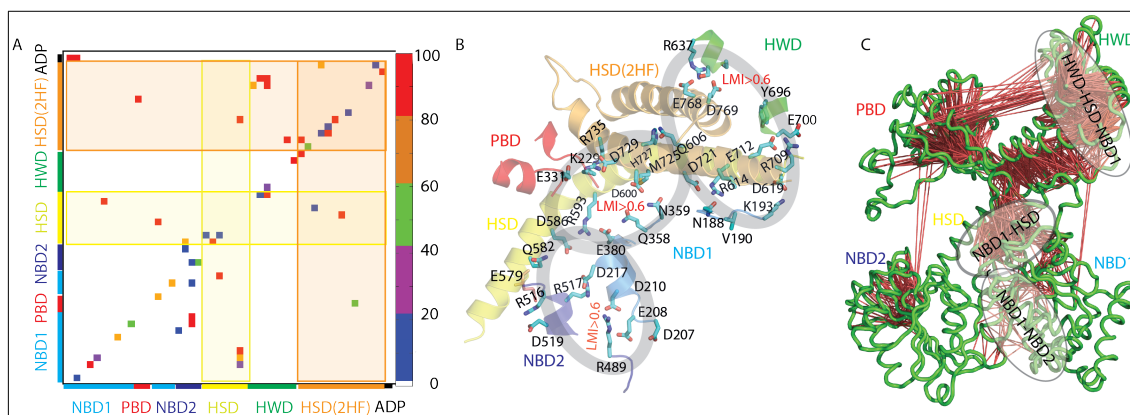 A
ADP
HSD(2HF)
HWD
HSD
NBD2
PBD
NBD1
NBD1 PBD NBD2 HSD HWD HSD(2HF) ADP
100
80
60
40
20
0
B
R637
HWD
HSD(2HF)
LMI>0.6
E768
D769
Y696
E700
R735
PBD
K229
D729
H727
M725
Q606
D721
E712
R709
E331
D600
R614
D619
LMI>0.6
K193
D586
R593
N359
N188
V190
HSD
Q358
Q582
E380
NBD1
E579
D217
R517
D210
R516
LMI>0.6
E208
D519
D207
NBD2
R489
C
HWD
PBD
HWD-HSD-NBD1
HSD
NBD1-HSD
NBD2
NBD1
NBD1-NBD2